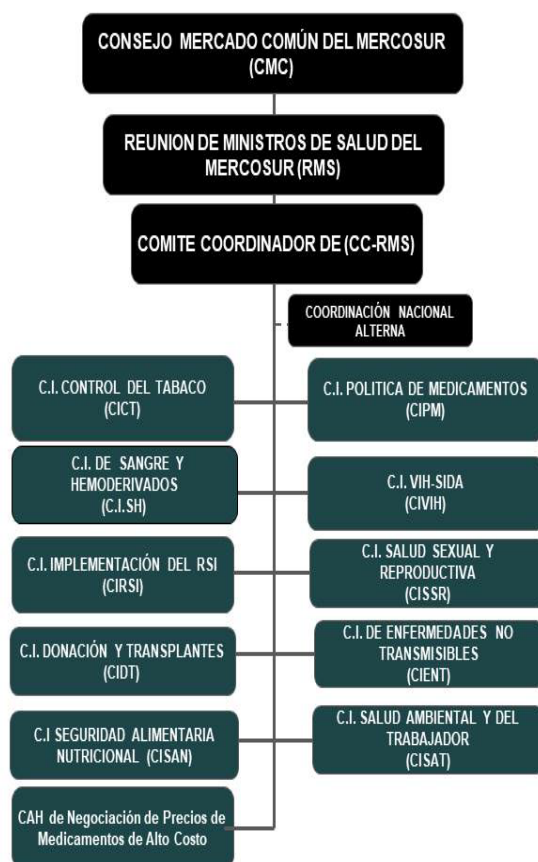 CONSEJO MERCADO COMÚN DEL MERCOSUR
(CMC)
REUNION DE MINISTROS DE SALUD DEL
MERCOSUR (RMS)
COMITE COORDINADOR DE (CC-RMS)
COORDINACIÓN NACIONAL
ALTERNA
C.I. CONTROL DEL TABACO
(CICT)
C.I. POLITICA DE MEDICAMENTOS
(CIPM)
C.I. DE SANGRE Y
HEMODERIVADOS
(C.I.SH)
C.I. VIH-SIDA
(CIVIH)
C.I. IMPLEMENTACIÓN DEL RSI
(CIRSI)
C.I. SALUD SEXUAL Y
REPRODUCTIVA
(CISSR)
C.I. DONACIÓN Y TRANSPLANTES
(CIDT)
C.I. DE ENFERMEDADES NO
TRANSMISIBLES
(CIENT)
C.I SEGURIDAD ALIMENTARIA
NUTRICIONAL (CISAN)
C.I. SALUD AMBIENTAL Y DEL
TRABAJADOR
(CISAT)
CAH de Negociación de Precios de
Medicamentos de Alto Costo